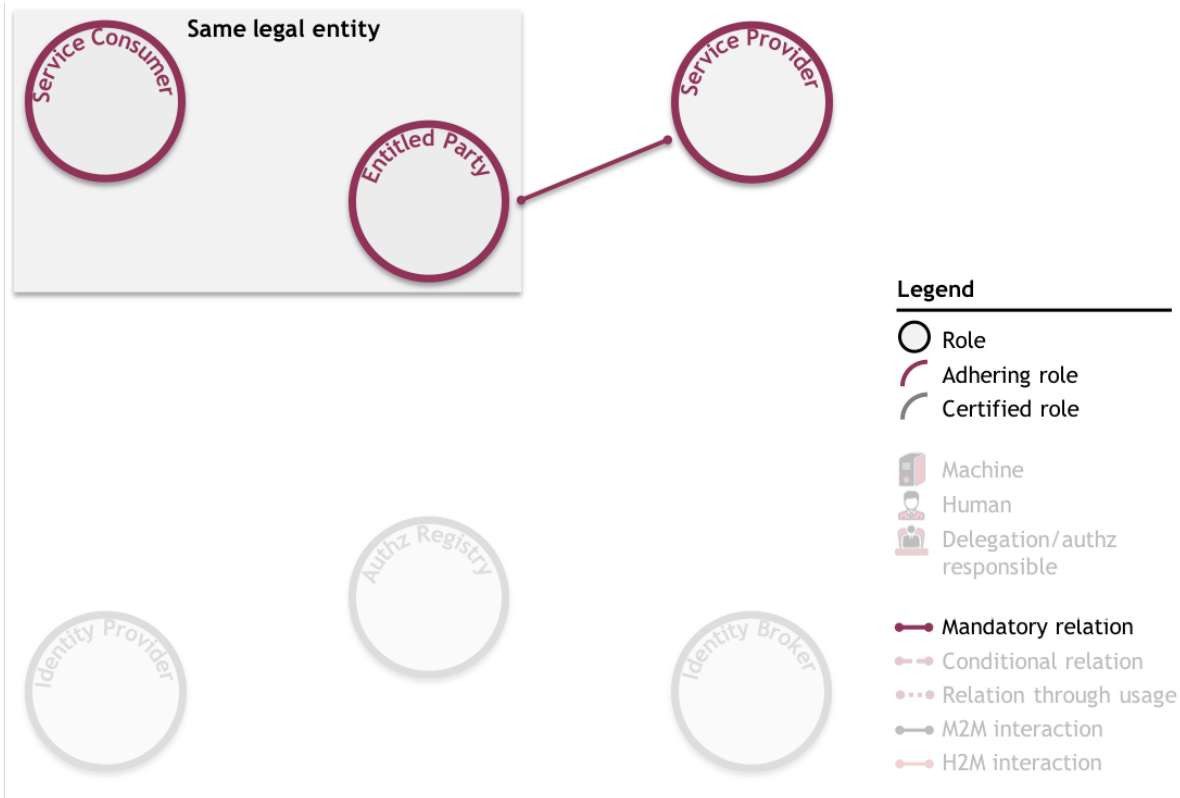 Same legal entity
Service Consumer
Entitled Party
Service Provider
Authz Registry
Identity Provider
Identity Broker
Legend
Role
Adhering role
Certified role
Machine
Human
Delegation/authz
responsible
Mandatory relation
Conditional relation
Relation through usage
M2M interaction
H2M interaction